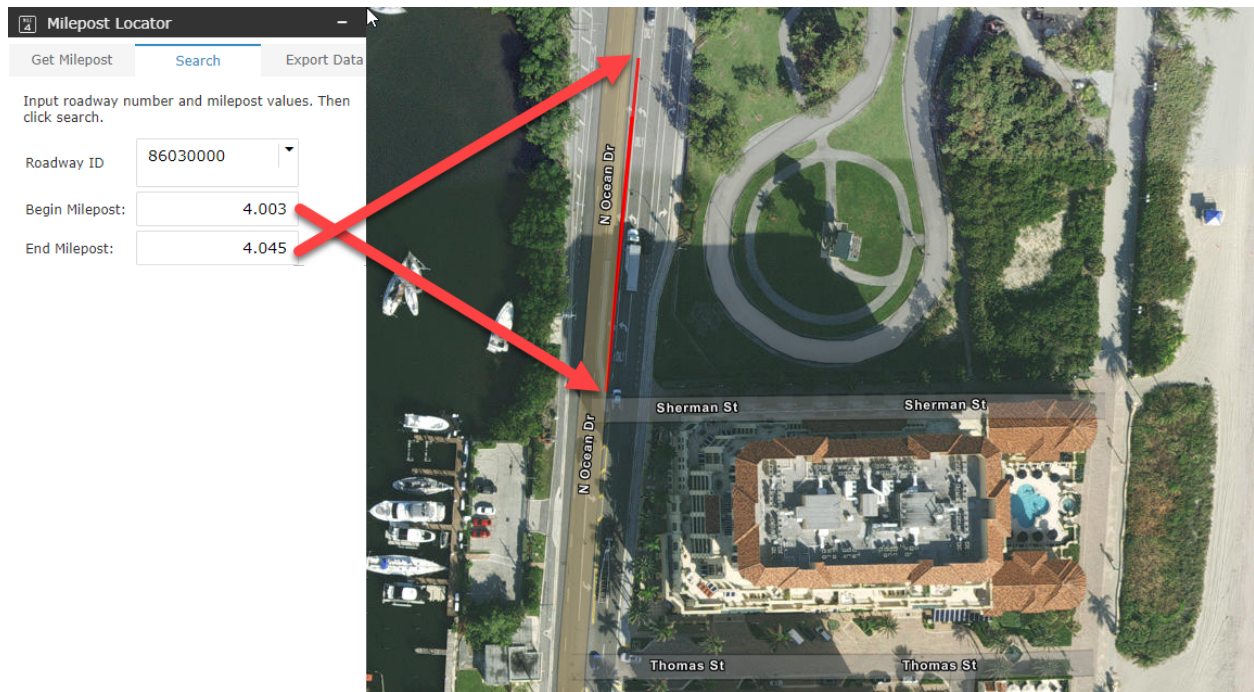 Milepost Locator
Get Milepost Search Export Data
Input roadway number and milepost values. Then
click search.
Roadway ID 86030000
Begin Milepost: 4.003
End Milepost: 4.045
N Ocean Dr
N Ocean Dr
Sherman St
Sherman St
Thomas St
Thomas St